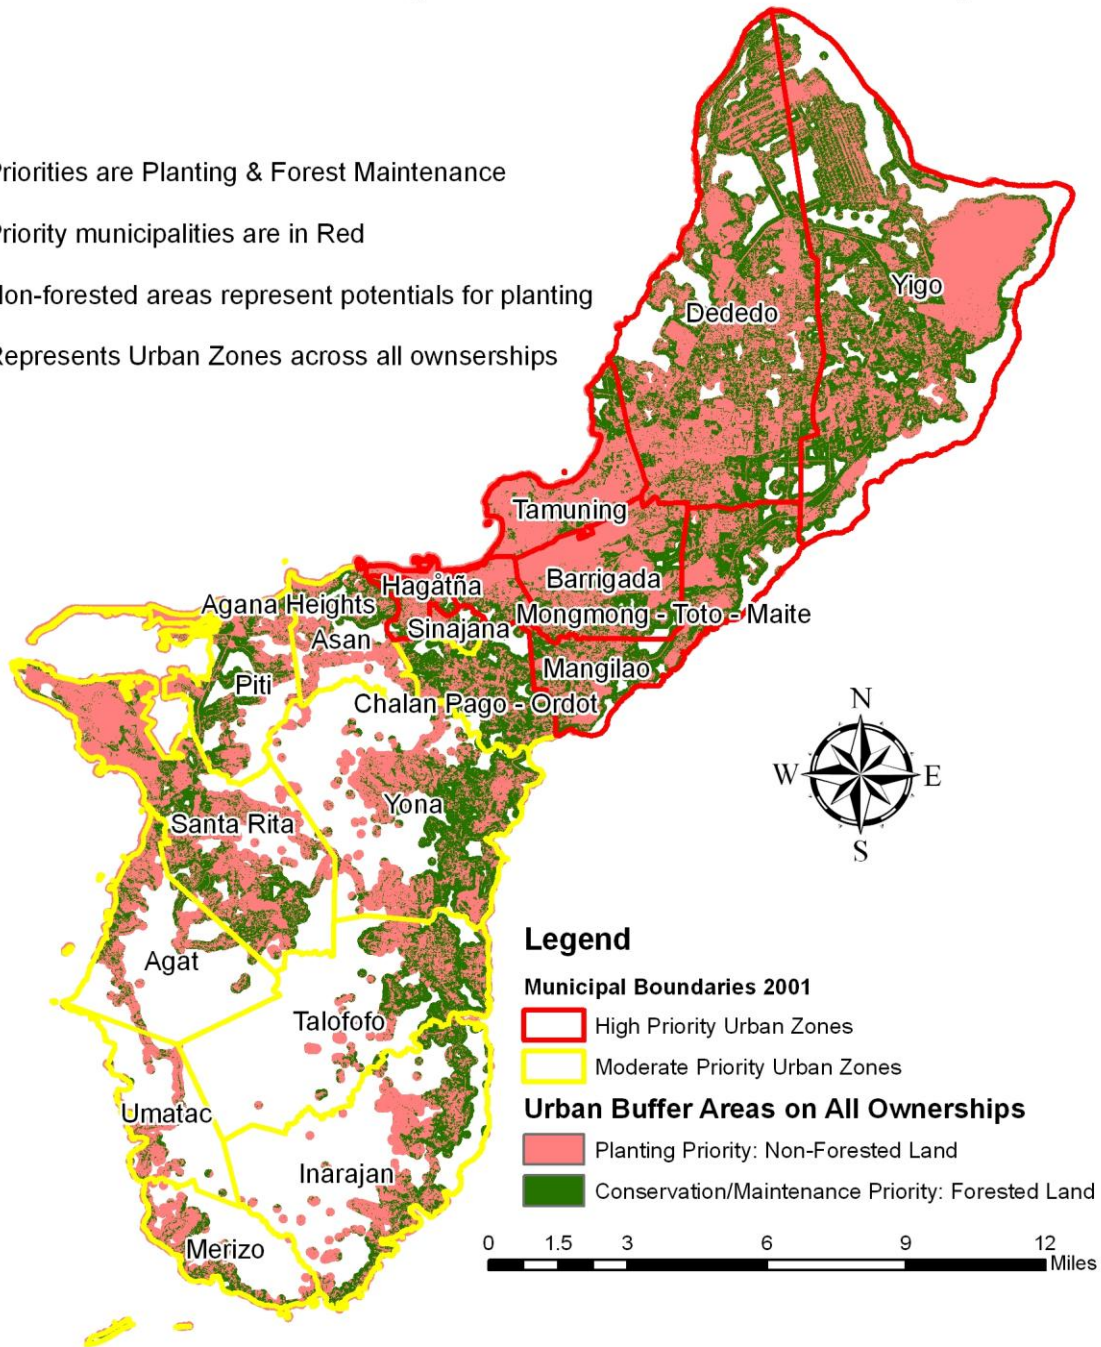 Priorities are Planting & Forest Maintenance
Priority municipalities are in Red
Non-forested areas represent potentials for planting
Represents Urban Zones across all ownserships
Yigo
Dededo
Tamuning
Barrigada
Hagåtña
Agana Heights
Mongmong - Toto - Maite
Sinajana
Asan
Mangilao
Piti
Chalan Pago - Ordot
Yona
Santa Rita
Agat
Talofofo
Umatac
Inarajan
Merizo
N
W
E
S
Legend
Municipal Boundaries 2001
High Priority Urban Zones
Moderate Priority Urban Zones
Urban Buffer Areas on All Ownerships
Planting Priority: Non-Forested Land
Conservation/Maintenance Priority: Forested Land
0 1.5 3 6 9 12
Miles